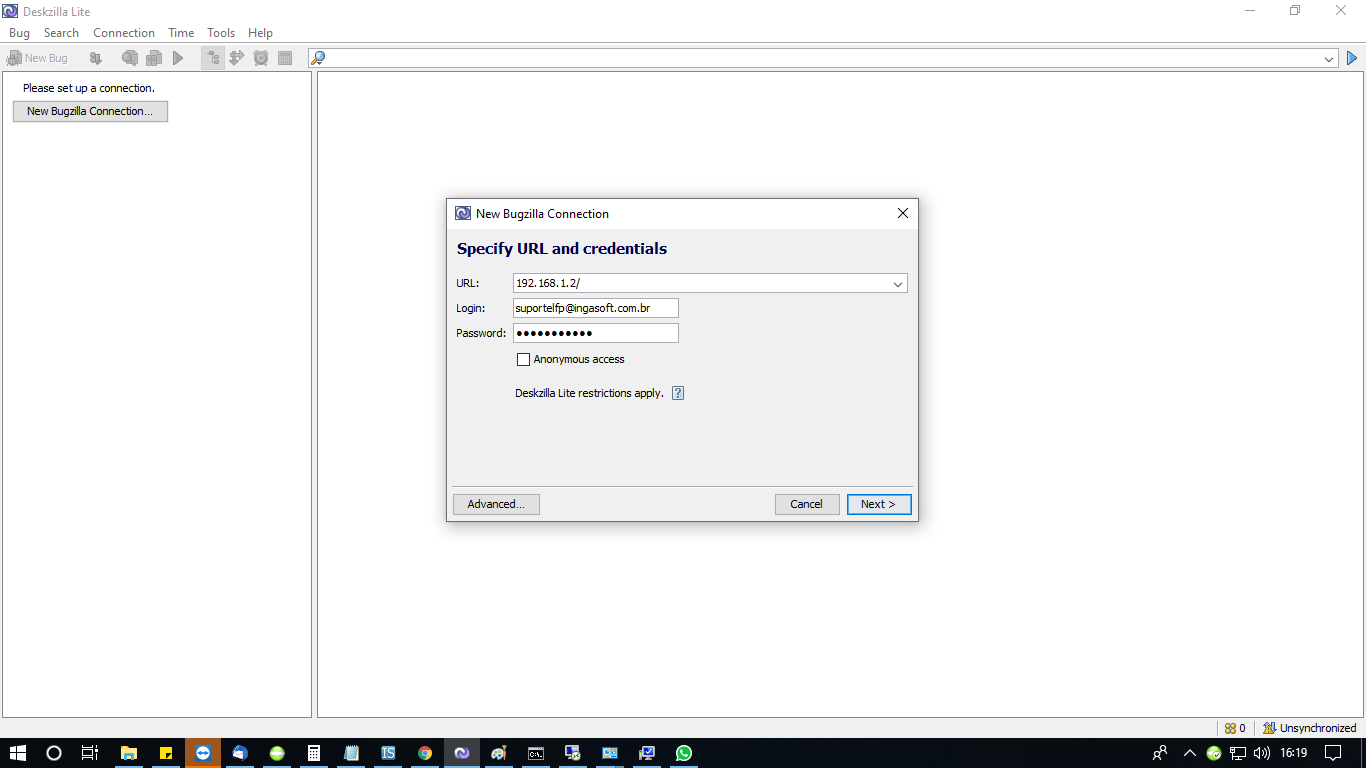 Deskzilla Lite
Bug Search Connection Time Tools Help
New Bug
Please set up a connection.
New Bugzilla Connection...
New Bugzilla Connection
Specify URL and credentials
URL: 192.168.1.2/
Login: suportelfp@ingasoft.com.br
Password: ●●●●●●●●●●●
Anonymous access
Deskzilla Lite restrictions apply. ?
Advanced... Cancel Next >
0 Unsynchronized
TS C:\. 16:19